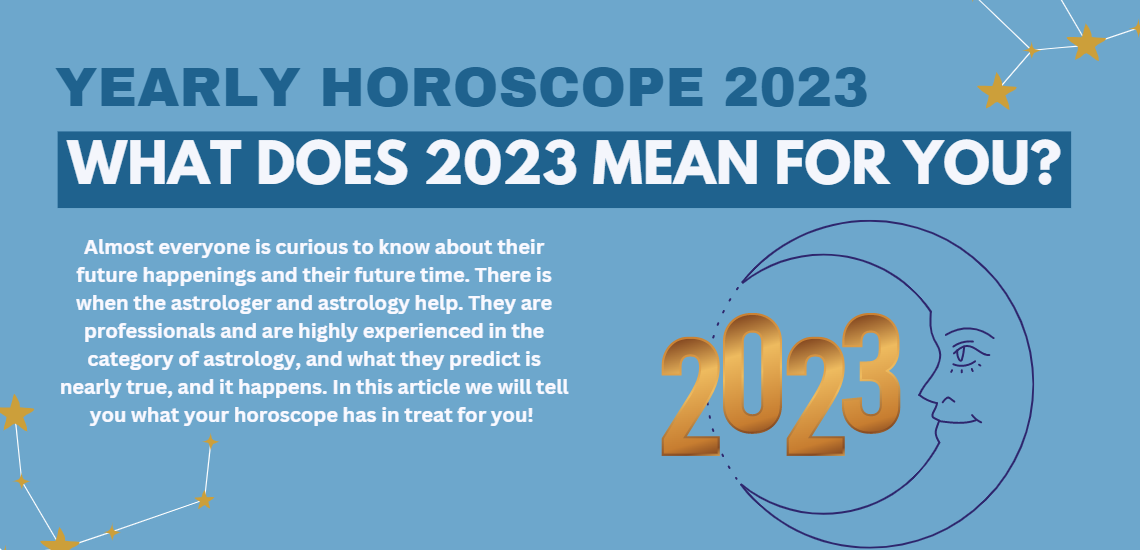 YEARLY HOROSCOPE 2023
WHAT DOES 2023 MEAN FOR YOU?
Almost everyone is curious to know about their
future happenings and their future time. There is
when the astrologer and astrology help. They are
professionals and are highly experienced in the
category of astrology, and what they predict is
nearly true, and it happens. In this article we will tell
you what your horoscope has in treat for you!
2023